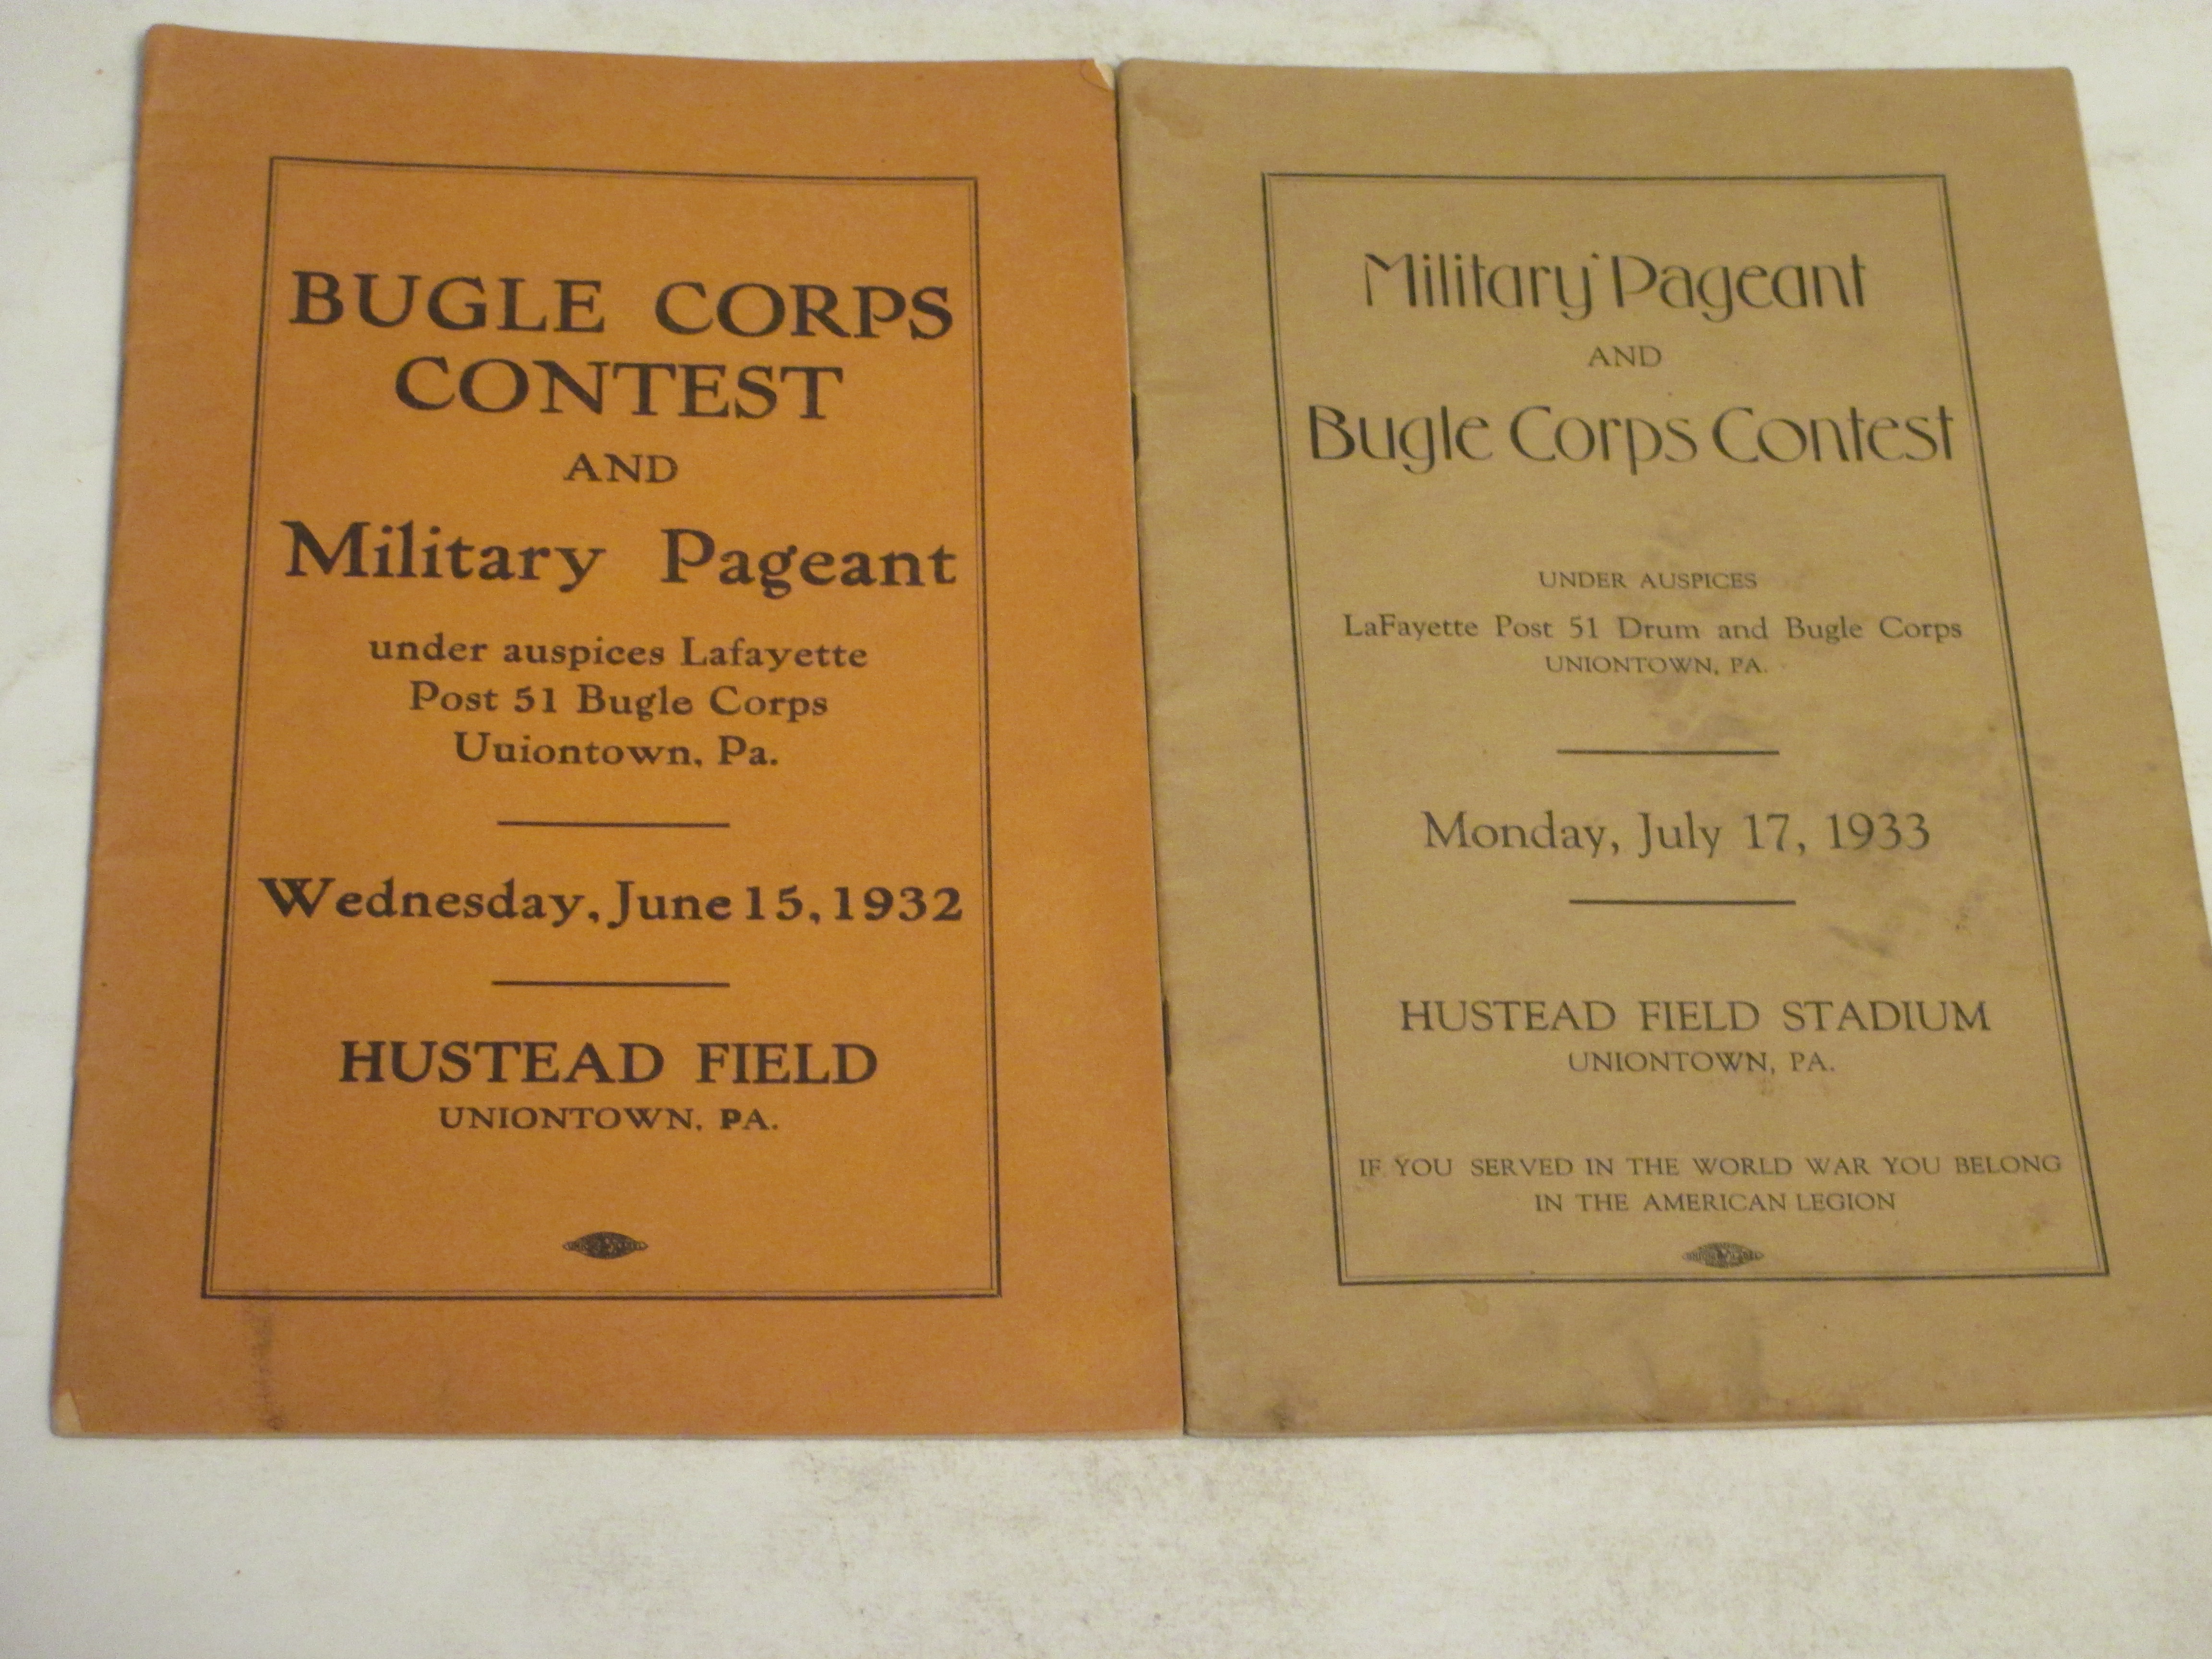 BUGLE CORPS
CONTEST
AND
Military Pageant
under auspices Lafayette
Post 51 Bugle Corps
Uuiontown, Pa.
Wednesday, June 15, 1932
HUSTEAD FIELD
UNIONTOWN, PA.
Military Pageant
AND
Bugle Corps Contest
UNDER AUSPICES
LaFayette Post 51 Drum and Bugle Corps
UNIONTOWN, PA.
Monday, July 17, 1933
HUSTEAD FIELD STADIUM
UNIONTOWN, PA.
IF YOU SERVED IN THE WORLD WAR YOU BELONG
IN THE AMERICAN LEGION